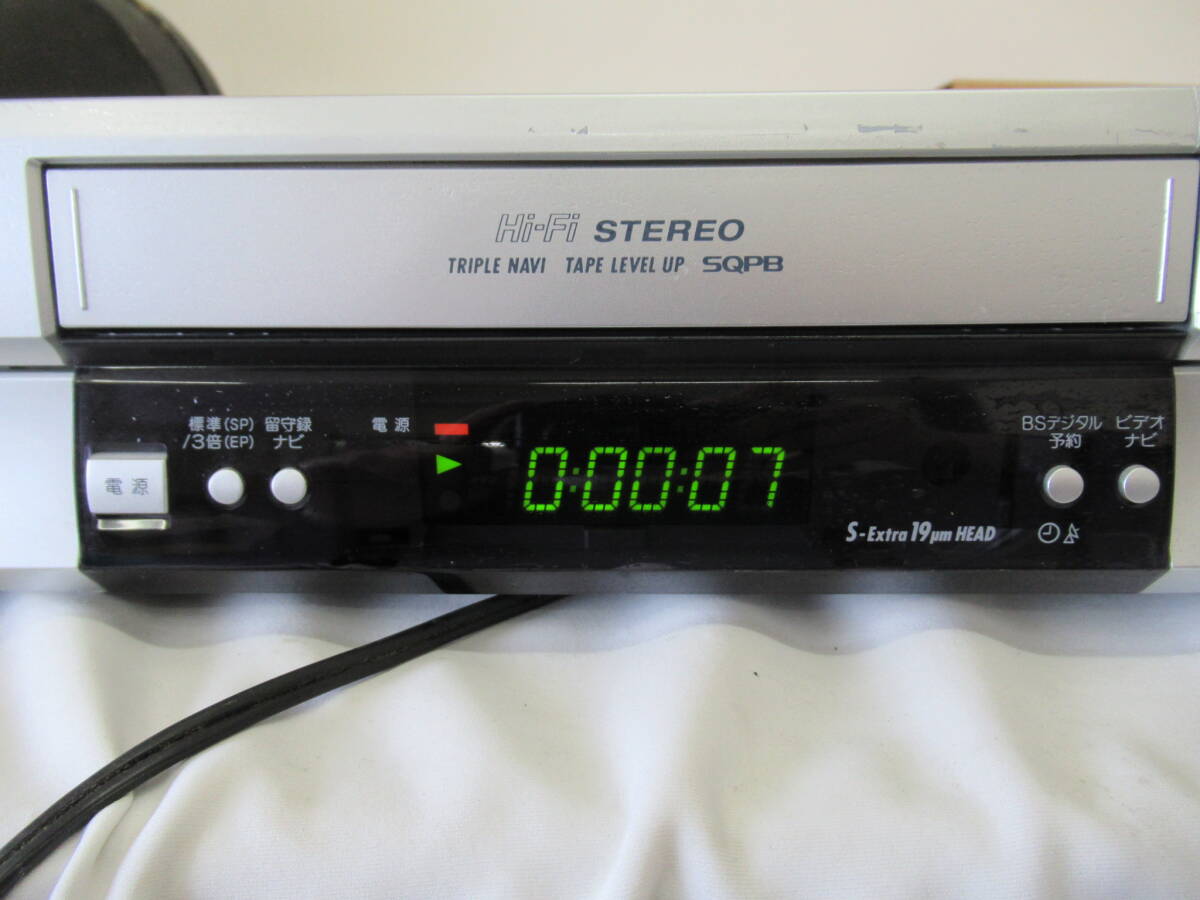 Hi-Fi STEREO
TRIPLE NAVI TAPE LEVEL UP SQPB
標準(SP)
/3倍(EP)
留守録
ナビ
電源
電源
0:00:07
BSデジタル
予約
ビデオ
ナビ
S-Extra 19μm HEAD